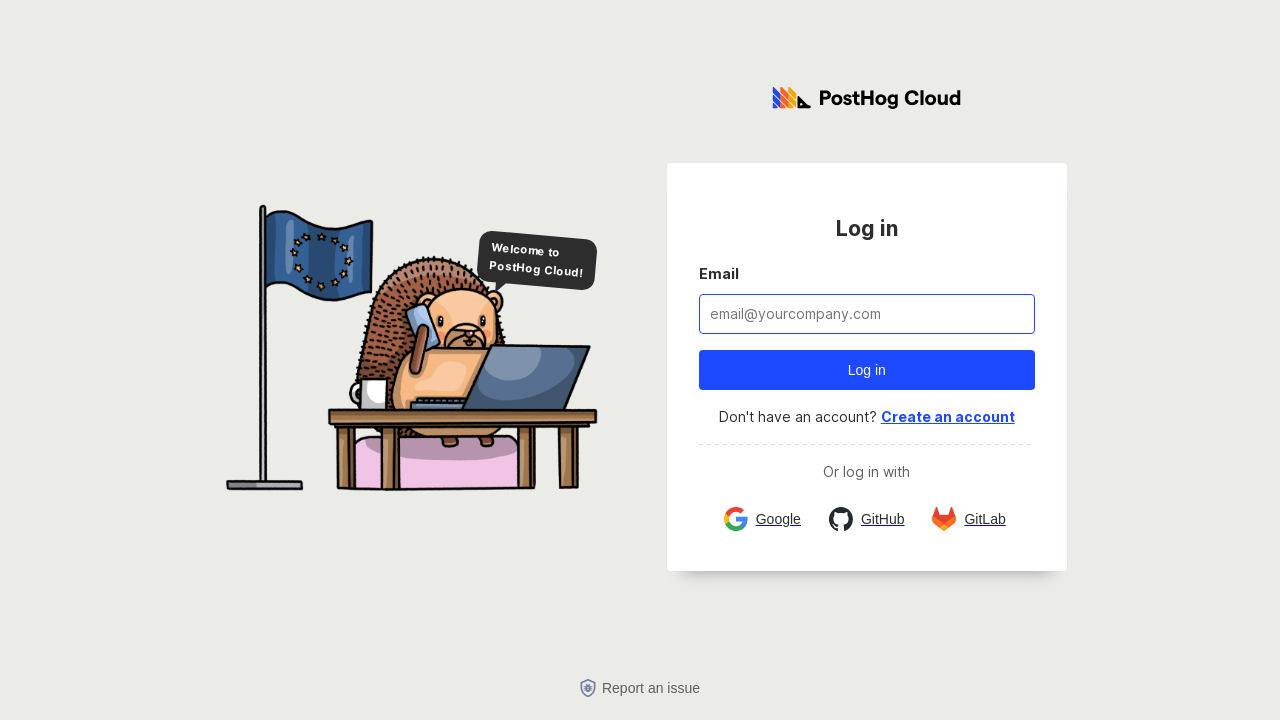 PostHog Cloud
Welcome to
PostHog Cloud!
Log in
Email
email@yourcompany.com
Log in
Don't have an account? Create an account
Or log in with
Google
GitHub
GitLab
Report an issue